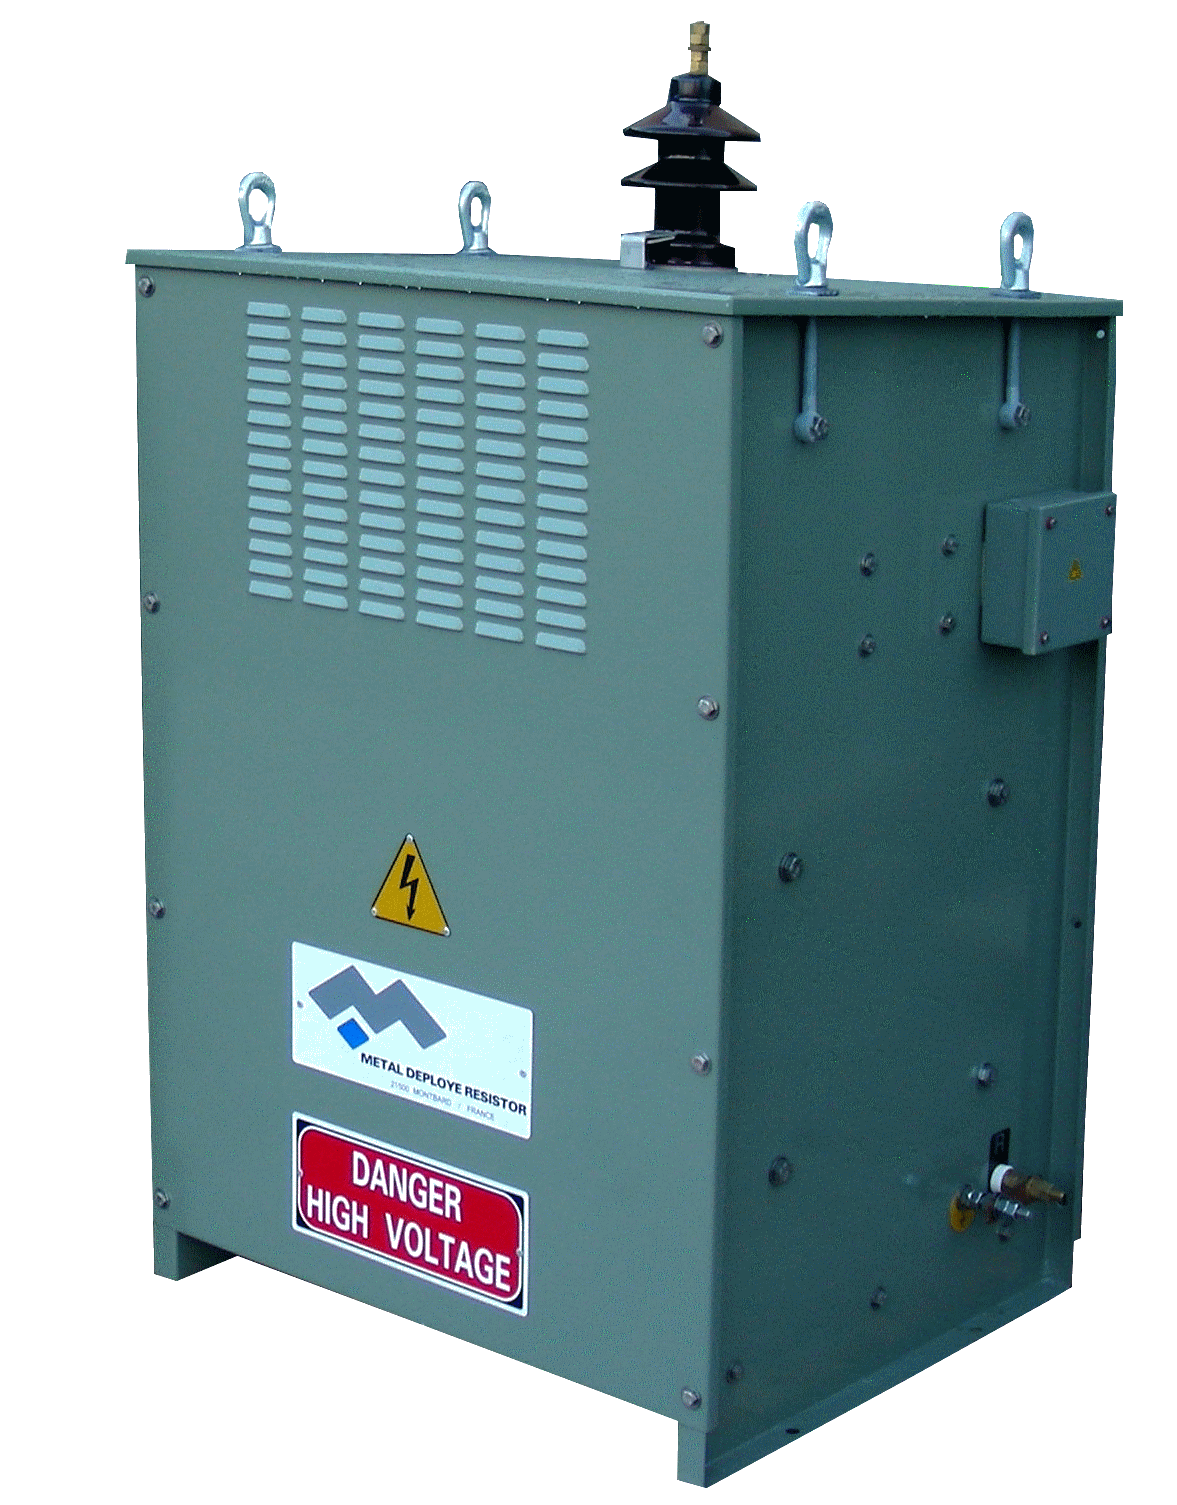 METAL DEPLOYE RESISTOR
21500 MONTBARD / FRANCE
DANGER
HIGH VOLTAGE